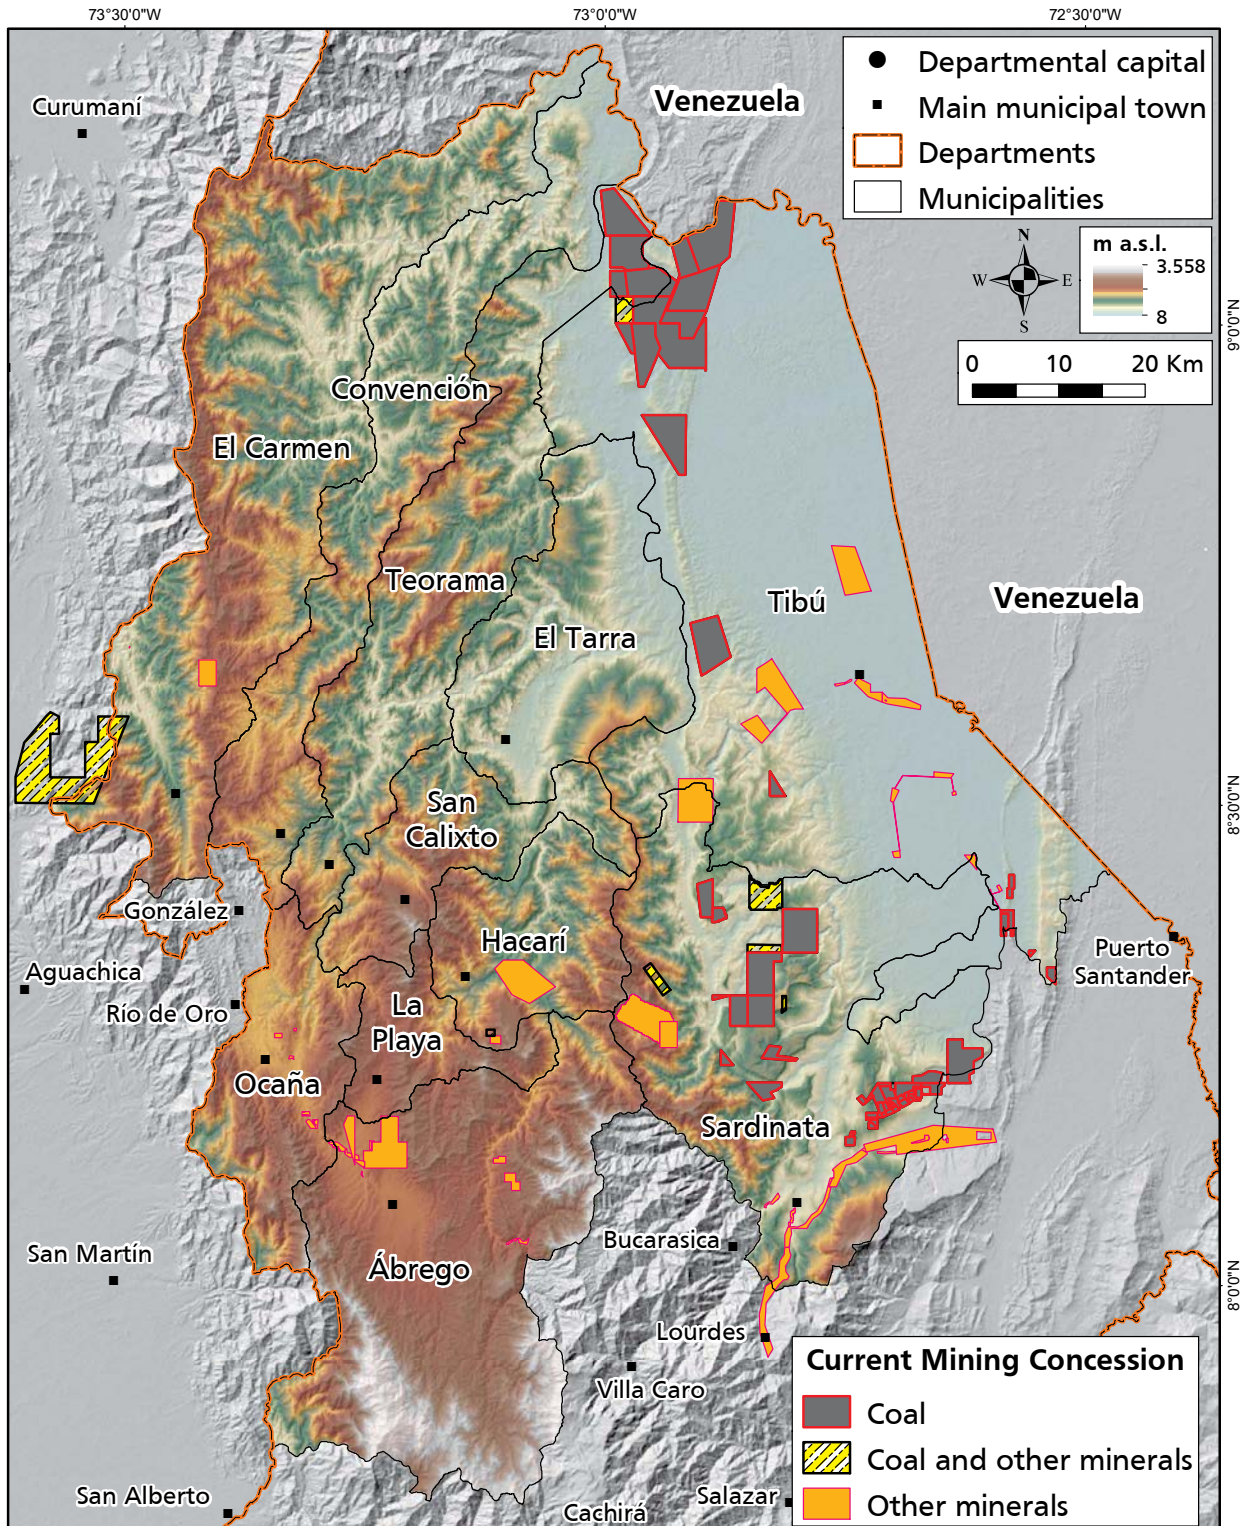 73°30'0"W
73°0'0"W
72°30'0"W
Curumaní
Venezuela
Departmental capital
Main municipal town
Departments
Municipalities
N
W
E
S
m a.s.l.
3.558
8
9°0'0"N
0
10
20 Km
Convención
El Carmen
Teorama
El Tarra
Tibú
Venezuela
San
Calixto
8°30'0"N
González
Hacarí
Aguachica
Río de Oro
La
Playa
Puerto
Santander
Ocaña
Sardinata
San Martín
Bucarasica
Ábrego
8°0'0"N
Lourdes
Villa Caro
Current Mining Concession
Coal
Coal and other minerals
Other minerals
San Alberto
Cachirá
Salazar